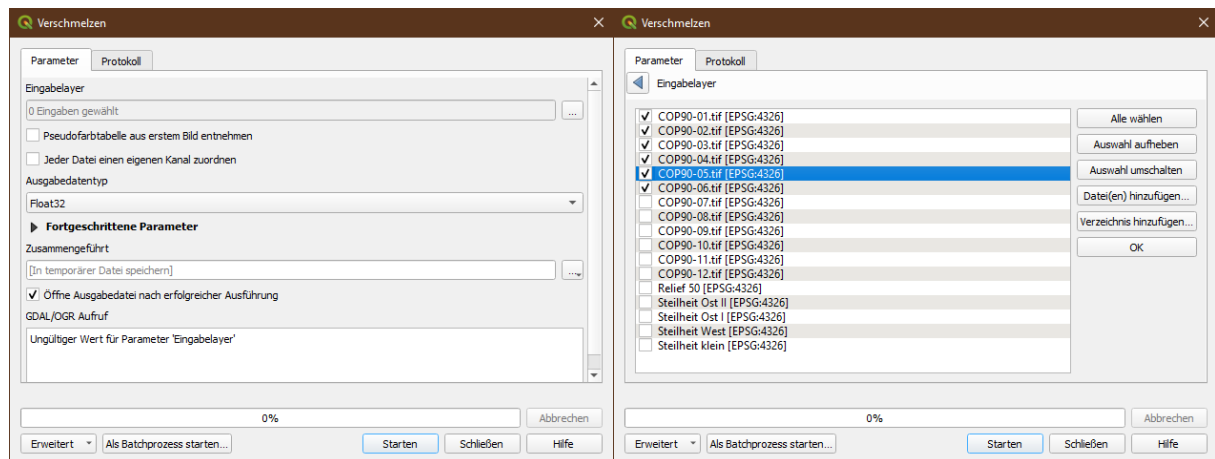 Verschmelzen
Parameter
Protokoll
Eingabelayer
0 Eingaben gewählt
...
Pseudofarbtabelle aus erstem Bild entnehmen
Jeder Datei einen eigenen Kanal zuordnen
Ausgabedatentyp
Float32
Fortgeschrittene Parameter
Zusammengeführt
[In temporärer Datei speichern]
...
Öffne Ausgabedatei nach erfolgreicher Ausführung
GDAL/OGR Aufruf
Ungültiger Wert für Parameter 'Eingabelayer'
0%
Abbrechen
Erweitert
Als Batchprozess starten...
Starten
Schließen
Hilfe
Verschmelzen
Parameter
Protokoll
Eingabelayer
COP90-01.tif [EPSG:4326]
COP90-02.tif [EPSG:4326]
COP90-03.tif [EPSG:4326]
COP90-04.tif [EPSG:4326]
COP90-05.tif [EPSG:4326]
COP90-06.tif [EPSG:4326]
COP90-07.tif [EPSG:4326]
COP90-08.tif [EPSG:4326]
COP90-09.tif [EPSG:4326]
COP90-10.tif [EPSG:4326]
COP90-11.tif [EPSG:4326]
COP90-12.tif [EPSG:4326]
Relief 50 [EPSG:4326]
Steilheit Ost II [EPSG:4326]
Steilheit Ost I [EPSG:4326]
Steilheit West [EPSG:4326]
Steilheit klein [EPSG:4326]
Alle wählen
Auswahl aufheben
Auswahl umschalten
Datei(en) hinzufügen...
Verzeichnis hinzufügen...
OK
0%
Abbrechen
Erweitert
Als Batchprozess starten...
Starten
Schließen
Hilfe